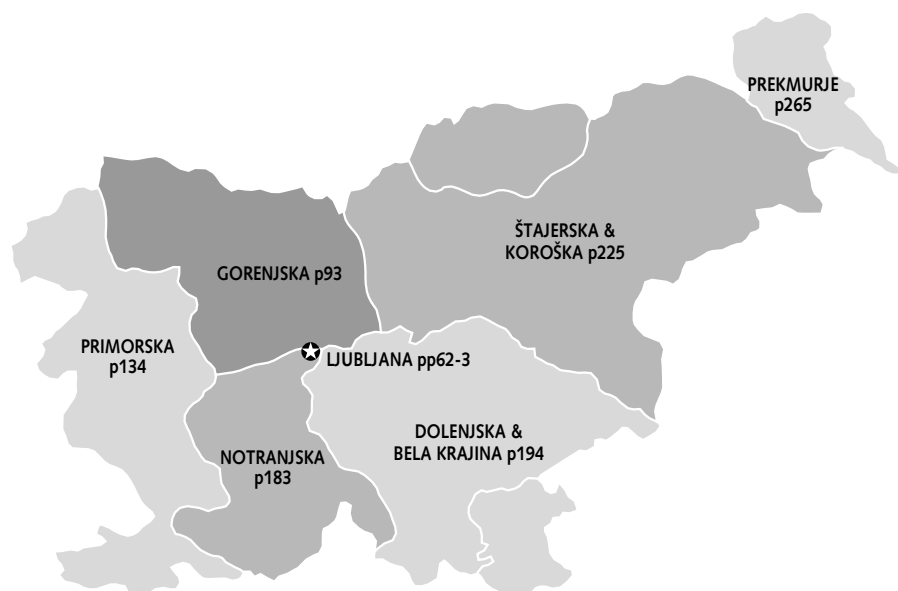 PREKMURJE
p265
ŠTAJERSKA &
KOROŠKA p225
GORENJSKA p93
PRIMORSKA
p134
LJUBLJANA pp62-3
DOLENJSKA &
BELA KRAJINA p194
NOTRANJSKA
p183